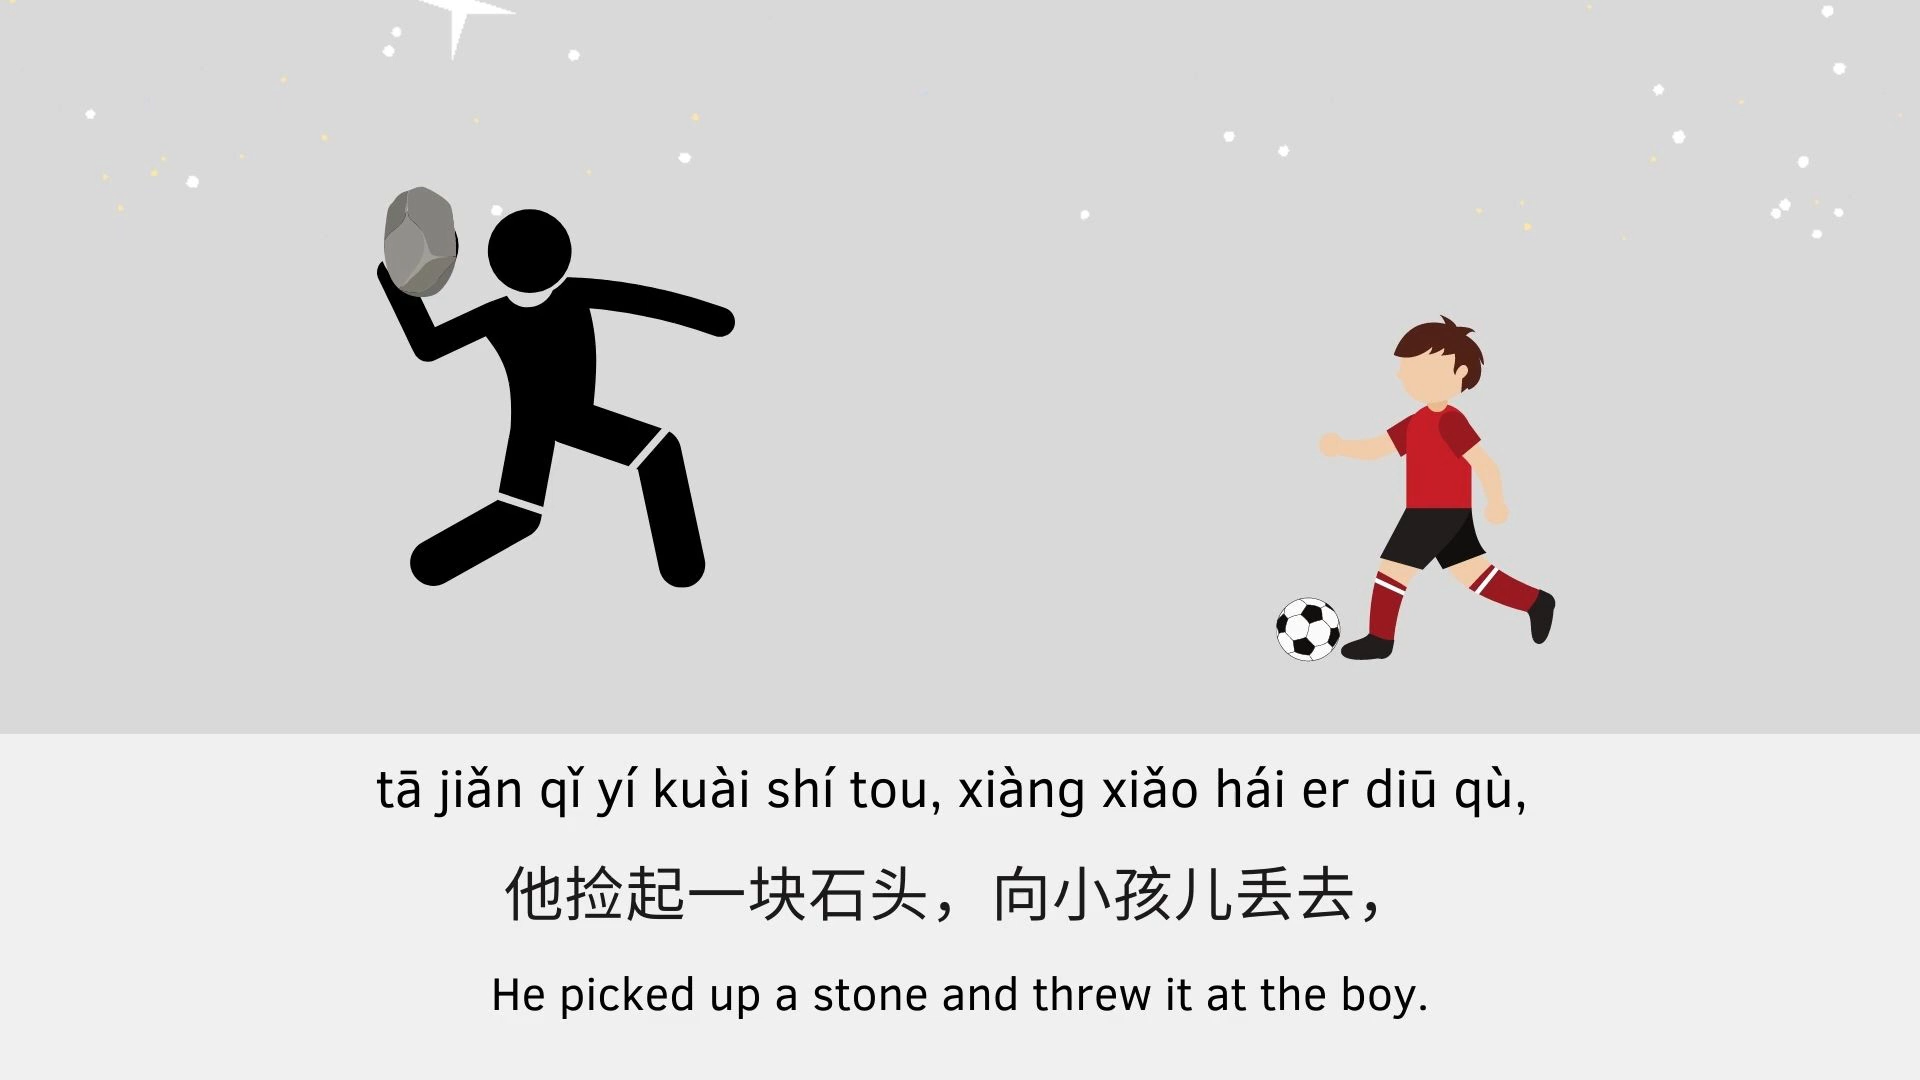 tā jiǎn qǐ yí kuài shí tou, xiàng xiǎo hái er diū qù,
他捡起一块石头，向小孩儿丢去，
He picked up a stone and threw it at the boy.